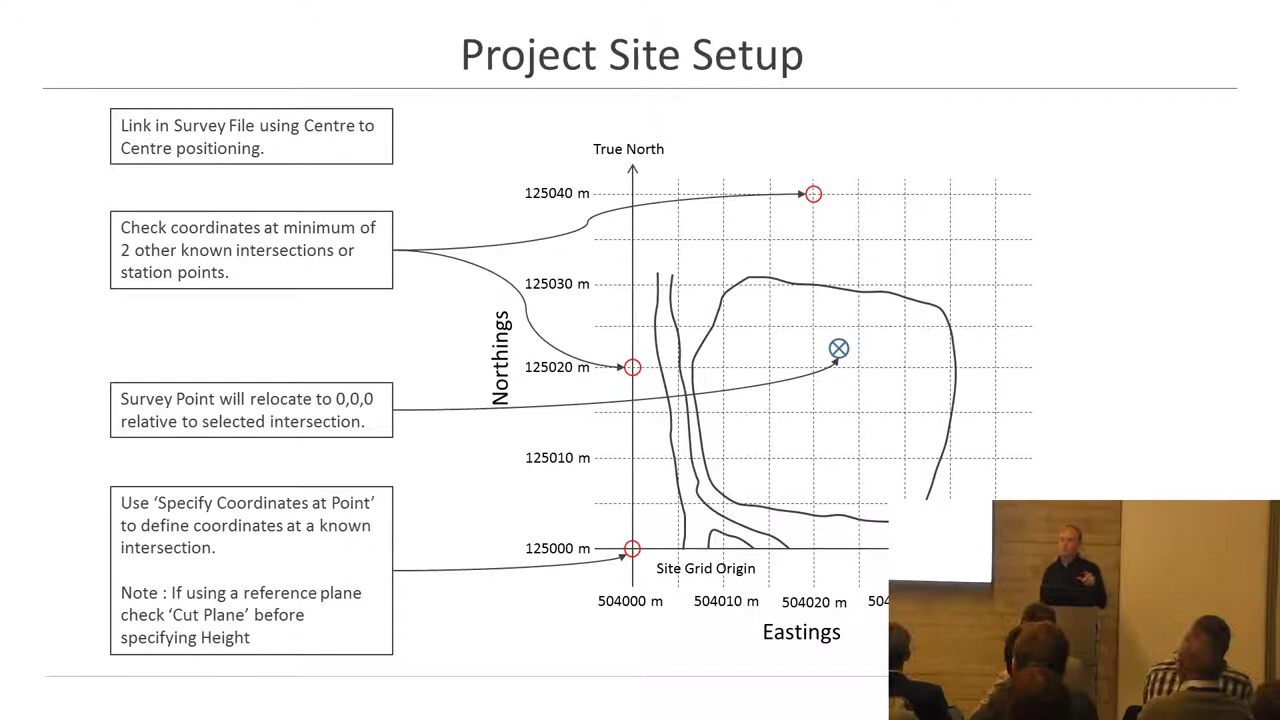 Project Site Setup
Link in Survey File using Centre to
Centre positioning.
Check coordinates at minimum of
2 other known intersections or
station points.
Survey Point will relocate to 0,0,0
relative to selected intersection.
Use ‘Specify Coordinates at Point’
to define coordinates at a known
intersection.
Note : If using a reference plane
check ‘Cut Plane’ before
specifying Height
True North
125040 m
125030 m
125020 m
125010 m
125000 m
Northings
Site Grid Origin
504000 m
504010 m
504020 m
504
Eastings